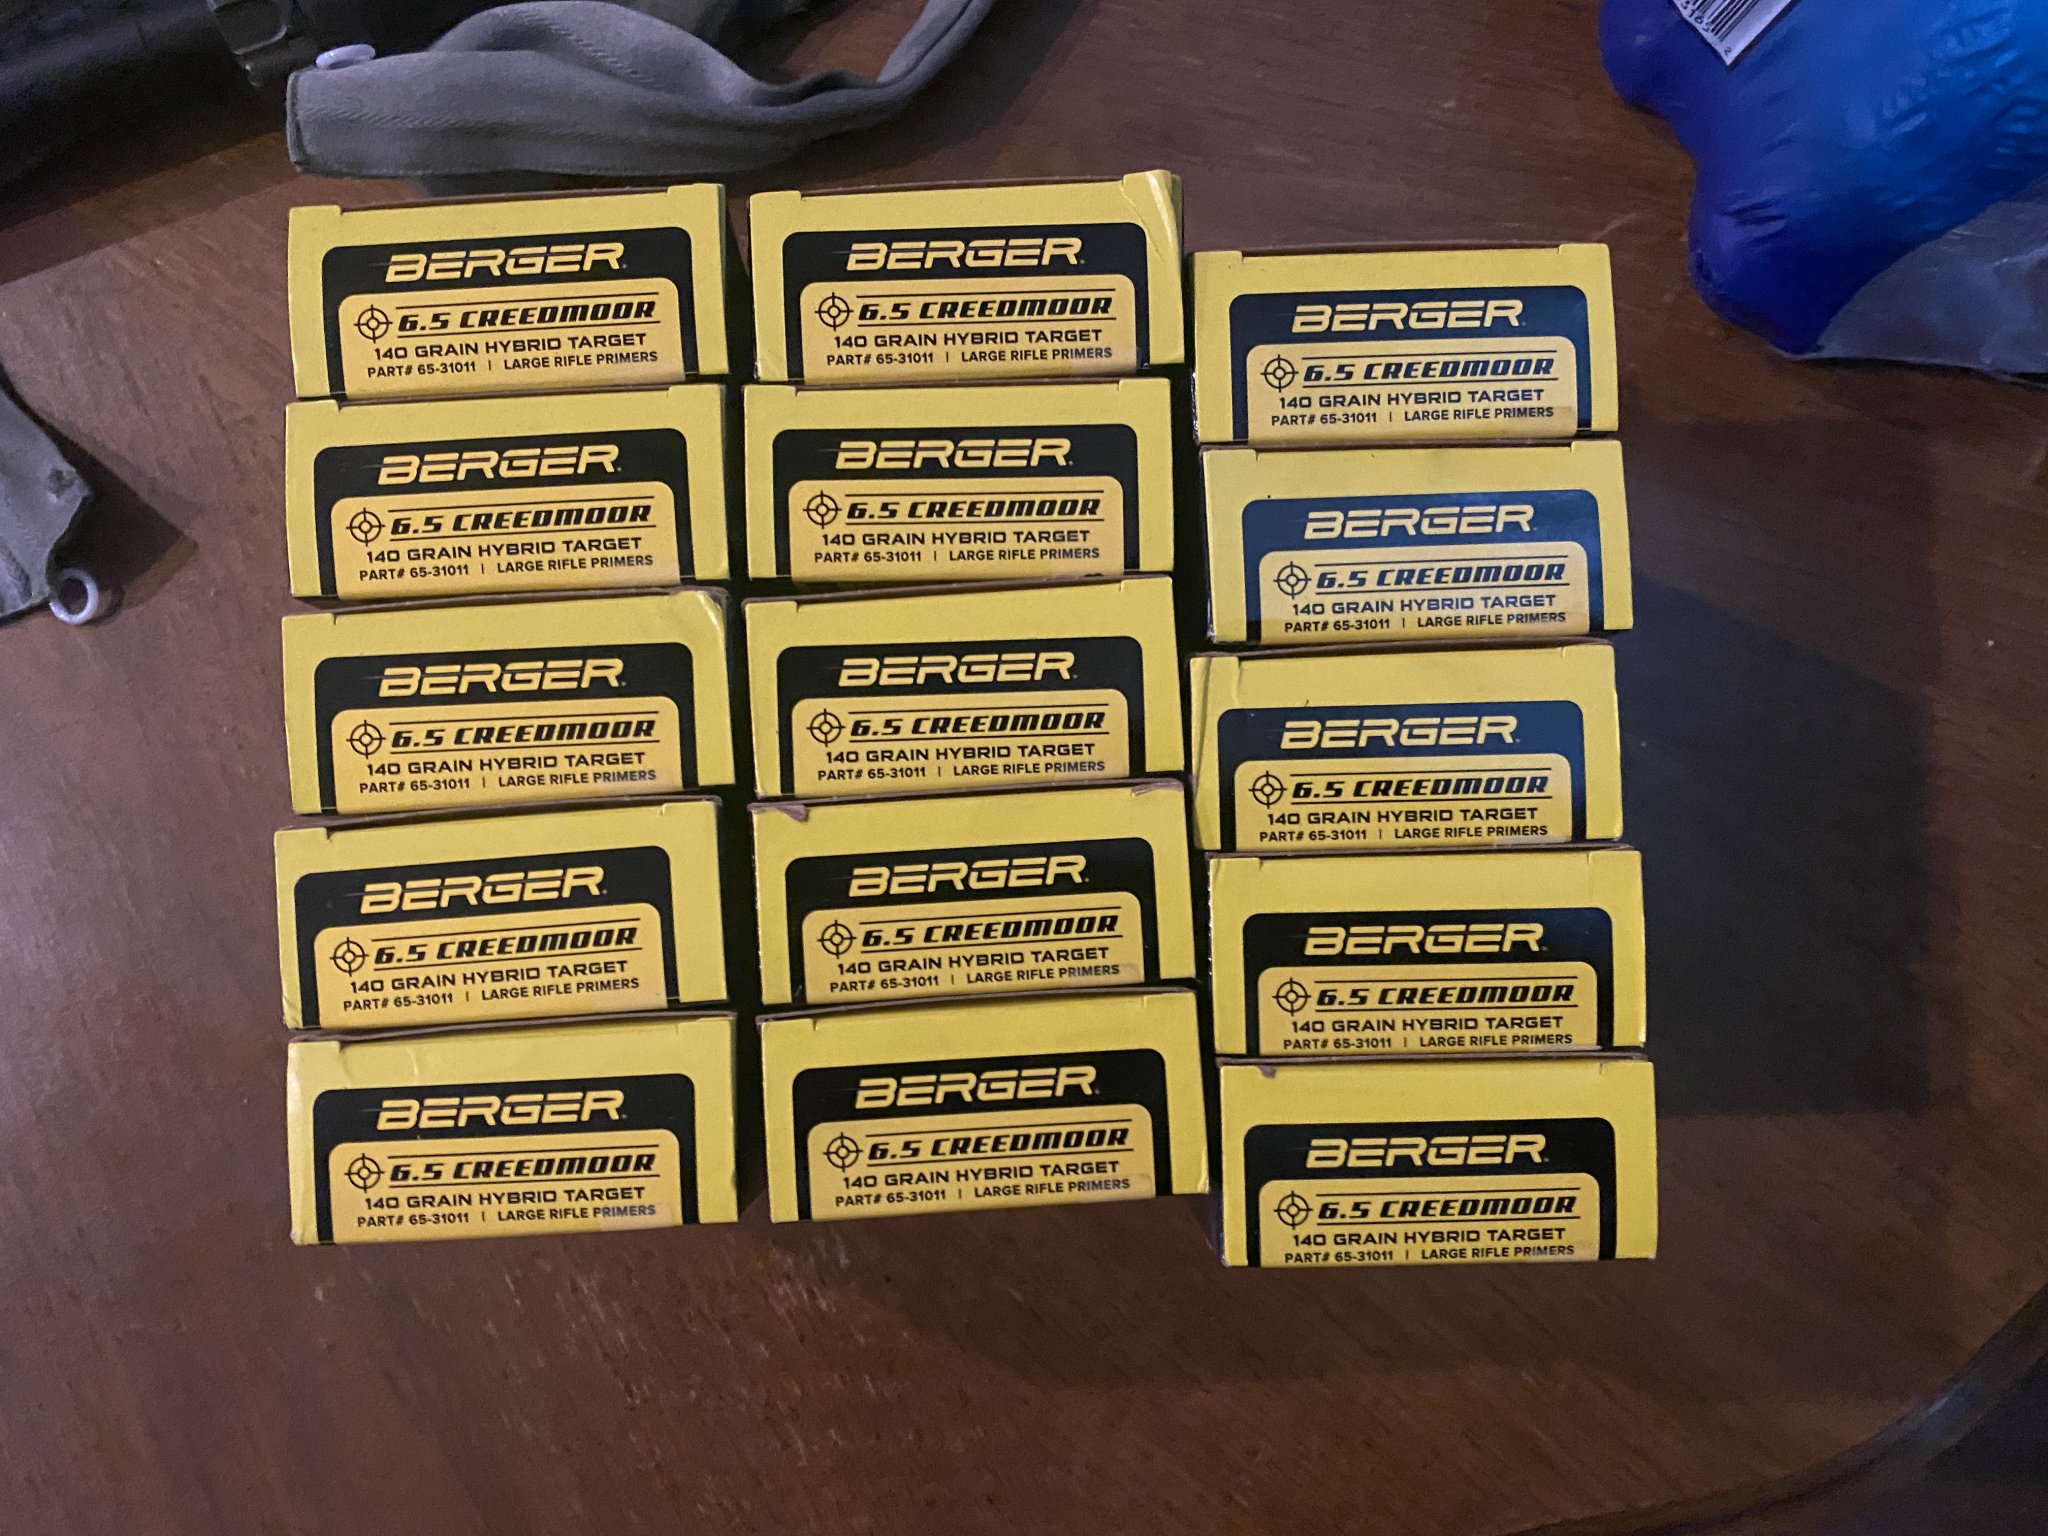 BERGER
6.5 CREEDMOOR
140 GRAIN HYBRID TARGET
PART# 65-31011 | LARGE RIFLE PRIMERS
BERGER
6.5 CREEDMOOR
140 GRAIN HYBRID TARGET
PART# 65-31011 | LARGE RIFLE PRIMERS
BERGER
6.5 CREEDMOOR
140 GRAIN HYBRID TARGET
PART# 65-31011 | LARGE RIFLE PRIMERS
BERGER
6.5 CREEDMOOR
140 GRAIN HYBRID TARGET
PART# 65-31011 | LARGE RIFLE PRIMERS
BERGER
6.5 CREEDMOOR
140 GRAIN HYBRID TARGET
PART# 65-31011 | LARGE RIFLE PRIMERS
BERGER
6.5 CREEDMOOR
140 GRAIN HYBRID TARGET
PART# 65-31011 | LARGE RIFLE PRIMERS
BERGER
6.5 CREEDMOOR
140 GRAIN HYBRID TARGET
PART# 65-31011 | LARGE RIFLE PRIMERS
BERGER
6.5 CREEDMOOR
140 GRAIN HYBRID TARGET
PART# 65-31011 | LARGE RIFLE PRIMERS
BERGER
6.5 CREEDMOOR
140 GRAIN HYBRID TARGET
PART# 65-31011 | LARGE RIFLE PRIMERS
BERGER
6.5 CREEDMOOR
140 GRAIN HYBRID TARGET
PART# 65-31011 | LARGE RIFLE PRIMERS
BERGER
6.5 CREEDMOOR
140 GRAIN HYBRID TARGET
PART# 65-31011 | LARGE RIFLE PRIMERS
BERGER
6.5 CREEDMOOR
140 GRAIN HYBRID TARGET
PART# 65-31011 | LARGE RIFLE PRIMERS
BERGER
6.5 CREEDMOOR
140 GRAIN HYBRID TARGET
PART# 65-31011 | LARGE RIFLE PRIMERS
BERGER
6.5 CREEDMOOR
140 GRAIN HYBRID TARGET
PART# 65-31011 | LARGE RIFLE PRIMERS
BERGER
6.5 CREEDMOOR
140 GRAIN HYBRID TARGET
PART# 65-31011 | LARGE RIFLE PRIMERS